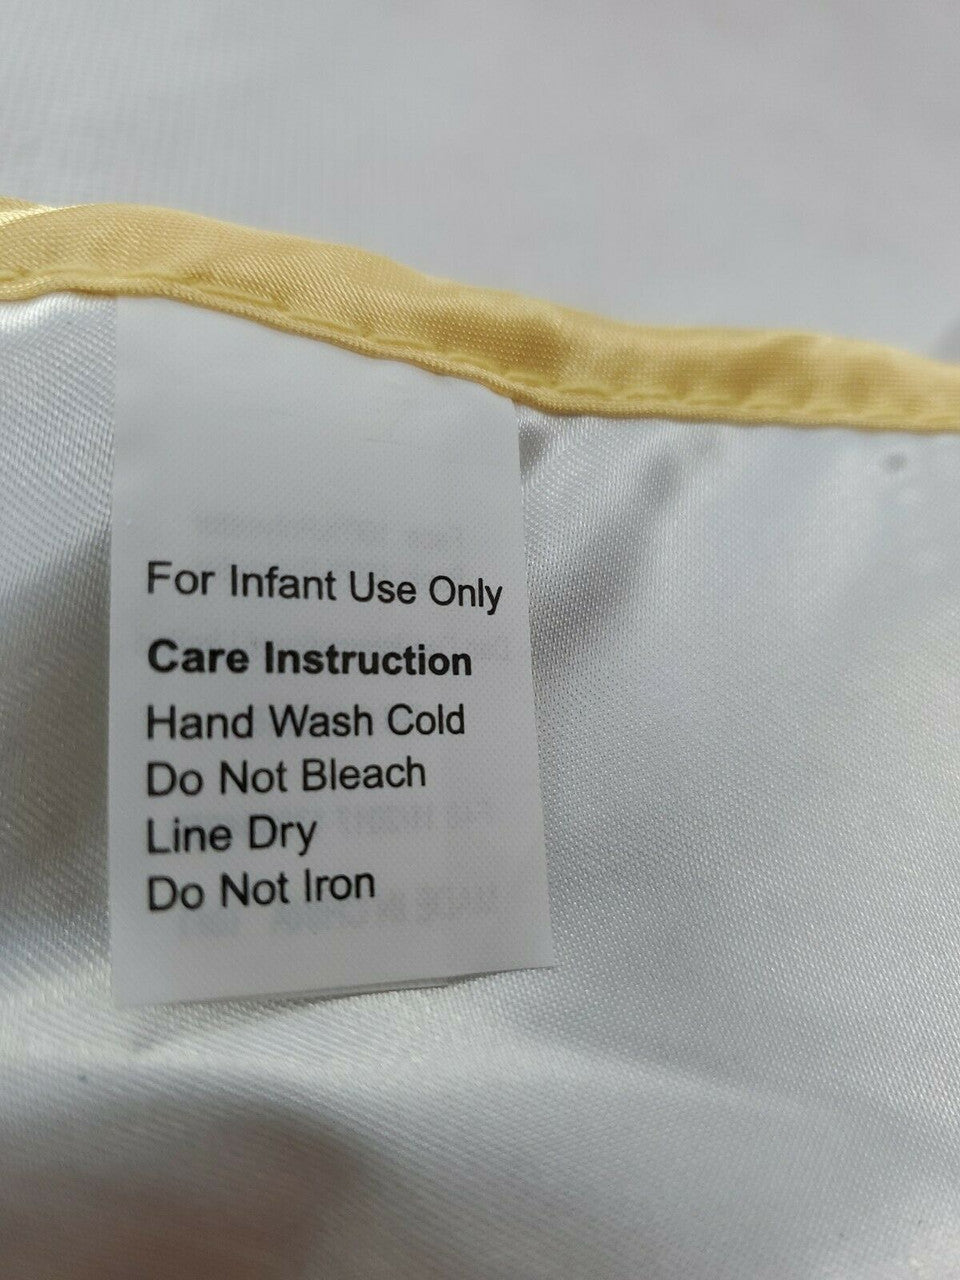 For Infant Use Only
Care Instruction
Hand Wash Cold
Do Not Bleach
Line Dry
Do Not Iron